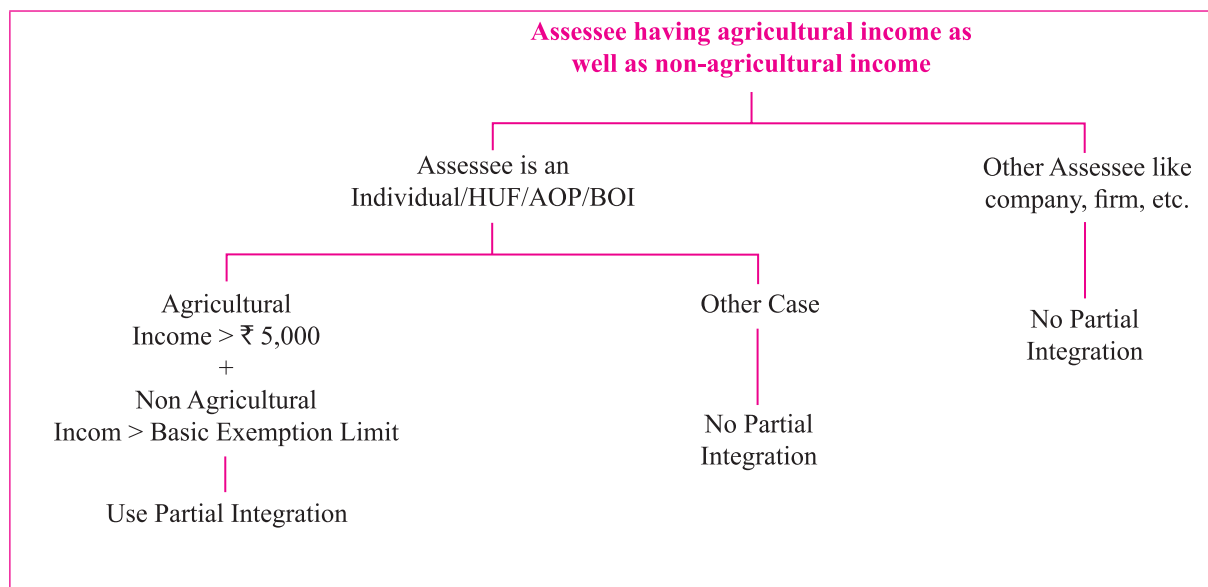 Assessee having agricultural income as
well as non-agricultural income
Assessee is an
Individual/HUF/AOP/BOI
Other Assessee like
company, firm, etc.
Agricultural
Income > ₹ 5,000
+
Non Agricultural
Incom > Basic Exemption Limit
Other Case
No Partial
Integration
No Partial
Integration
Use Partial Integration